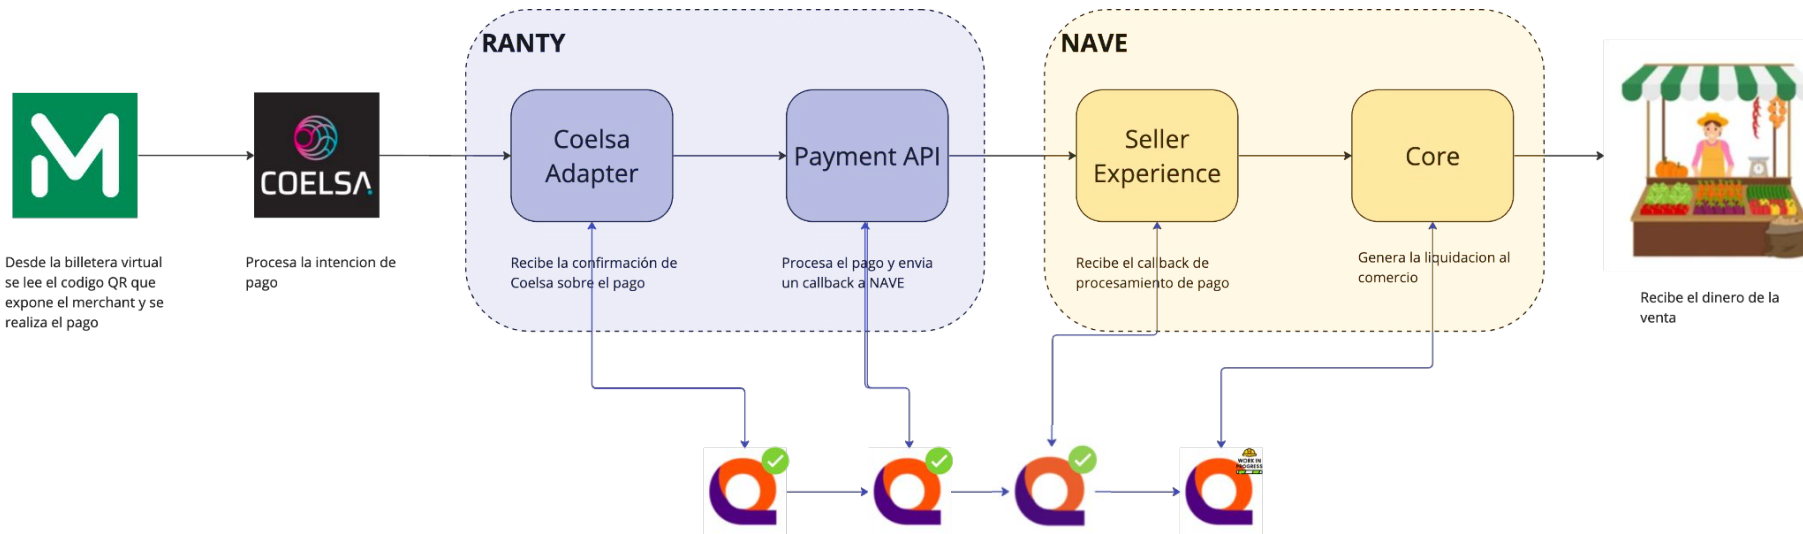 RANTY
NAVE
COELSA
Coelsa
Adapter
Payment API
Seller
Experience
Core
Desde la billetera virtual
se lee el codigo QR que
expone el merchant y se
realiza el pago
Procesa la intencion de
pago
Recibe la confirmación de
Coelsa sobre el pago
Procesa el pago y envia
un callback a NAVE
Recibe el callback de
procesamiento de pago
Genera la liquidacion al
comercio
Recibe el dinero de la
venta
WORK IN
PROGRESS